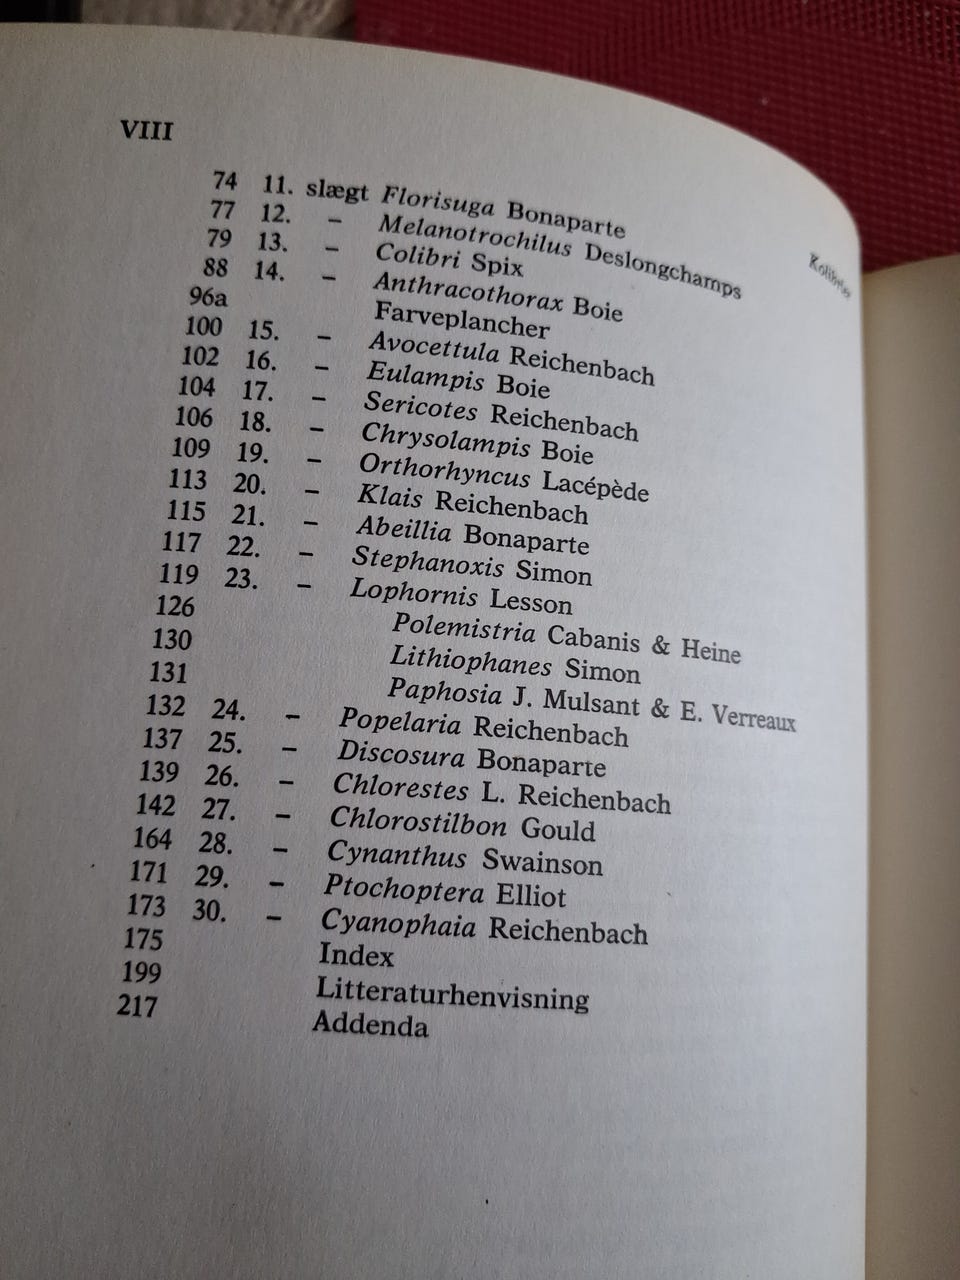 VIII
Kolibrier
74 11. slægt Florisuga Bonaparte
77 12. – Melanotrochilus Deslongchamps
79 13. – Colibri Spix
88 14. – Anthracothorax Boie
96a Farveplancher
100 15. – Avocettula Reichenbach
102 16. – Eulampis Boie
104 17. – Sericotes Reichenbach
106 18. – Chrysolampis Boie
109 19. – Orthorhyncus Lacépède
113 20. – Klais Reichenbach
115 21. – Abeillia Bonaparte
117 22. – Stephanoxis Simon
119 23. – Lophornis Lesson
126 Polemistria Cabanis & Heine
130 Lithiophanes Simon
131 Paphosia J. Mulsant & E. Verreaux
132 24. – Popelaria Reichenbach
137 25. – Discosura Bonaparte
139 26. – Chlorestes L. Reichenbach
142 27. – Chlorostilbon Gould
164 28. – Cynanthus Swainson
171 29. – Ptochoptera Elliot
173 30. – Cyanophaia Reichenbach
175 Index
199 Litteraturhenvisning
217 Addenda